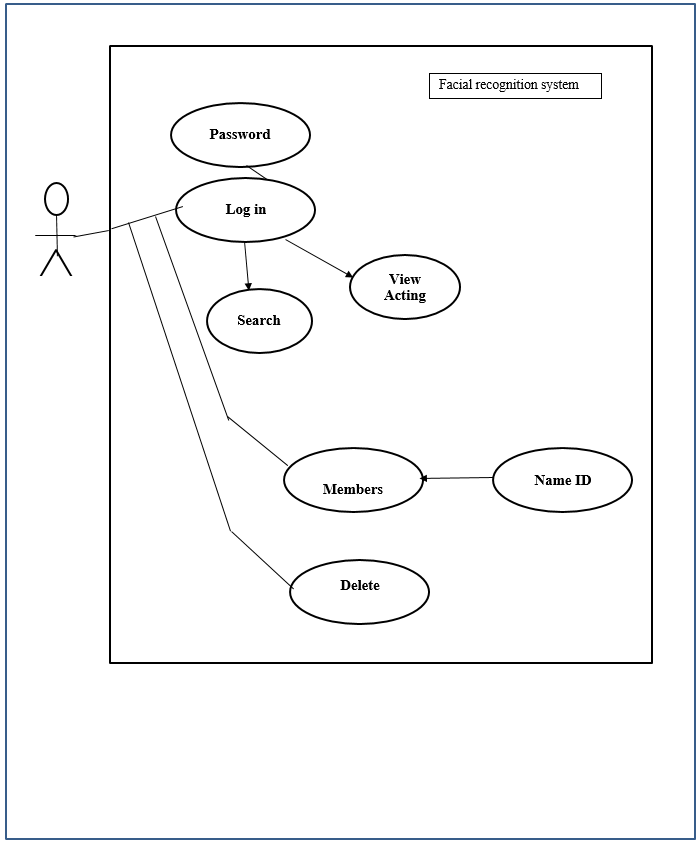 Facial recognition system
Password
Log in
View
Acting
Search
Members
Name ID
Delete